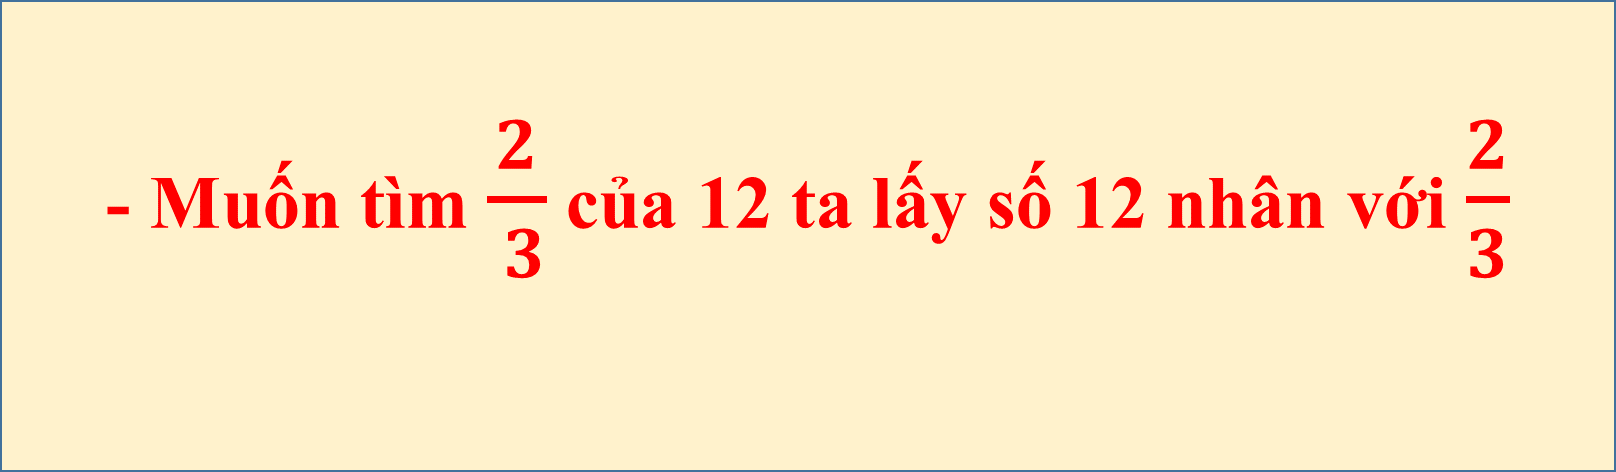 - Muốn tìm 2/3 của 12 ta lấy số 12 nhân với 2/3